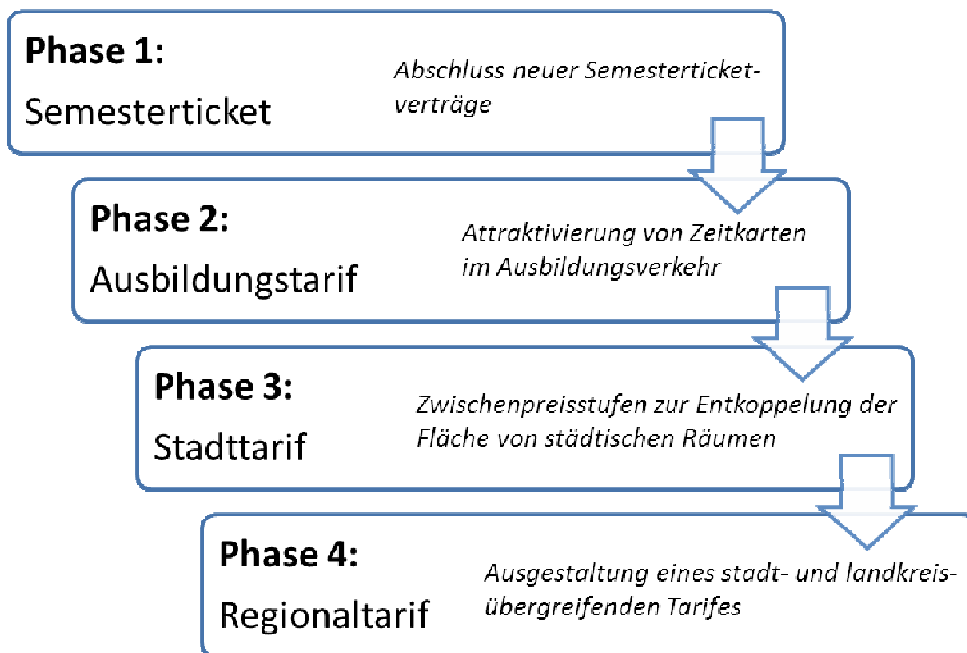 Phase 1:
Semesterticket
Abschluss neuer Semesterticket-
verträge
Phase 2:
Ausbildungstarif
Attraktivierung von Zeitkarten
im Ausbildungsverkehr
Phase 3:
Stadttarif
Zwischenpreisstufen zur Entkoppelung der
Fläche von städtischen Räumen
Phase 4:
Regionaltarif
Ausgestaltung eines stadt- und landkreis-
übergreifenden Tarifes